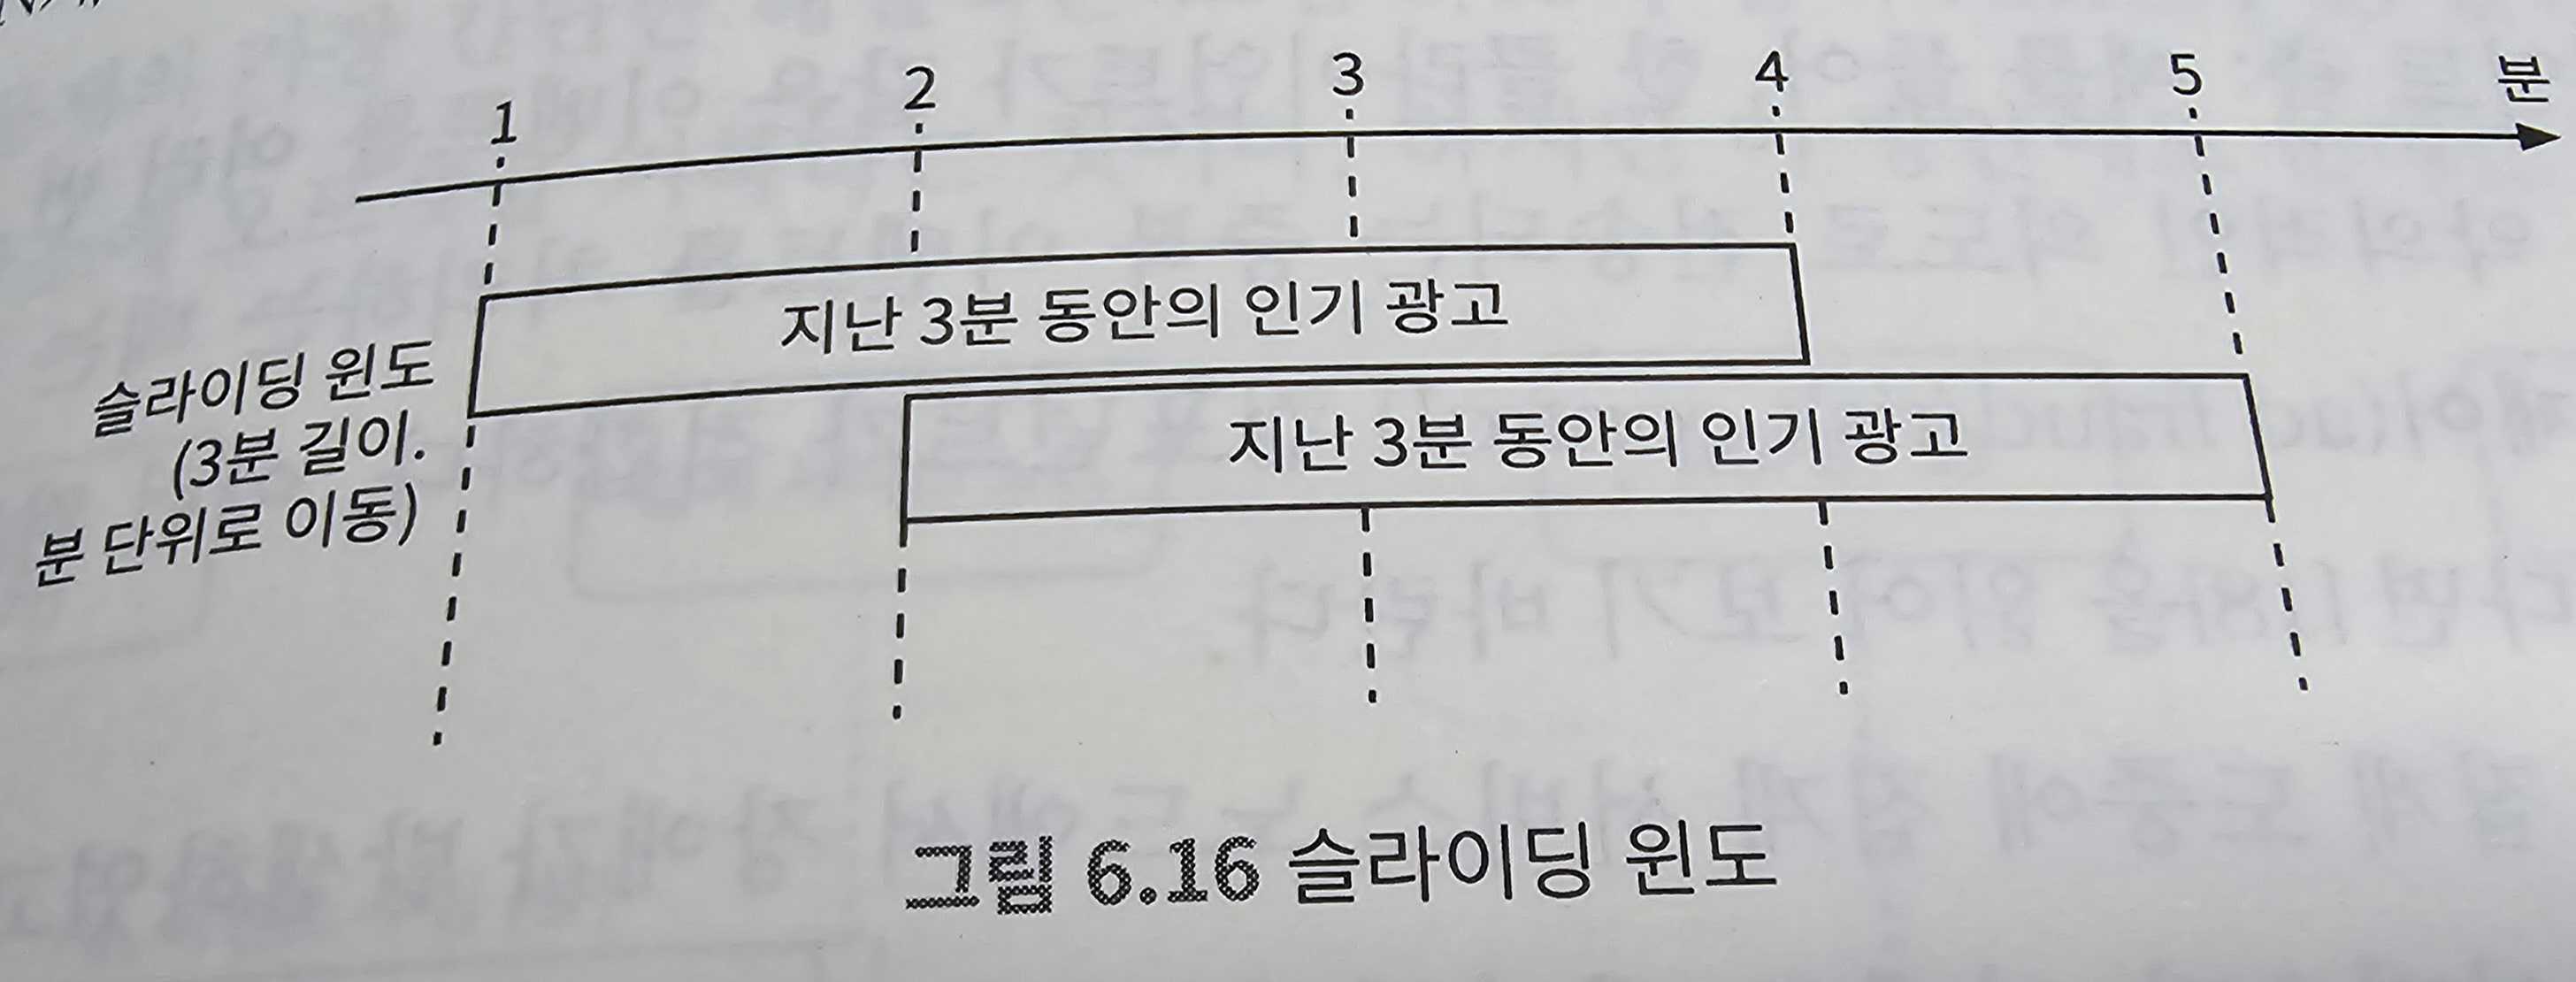 1 2 3 4 5 분
지난 3분 동안의 인기 광고
슬라이딩 윈도
(3분 길이.
분 단위로 이동)
지난 3분 동안의 인기 광고
그림 6.16 슬라이딩 윈도